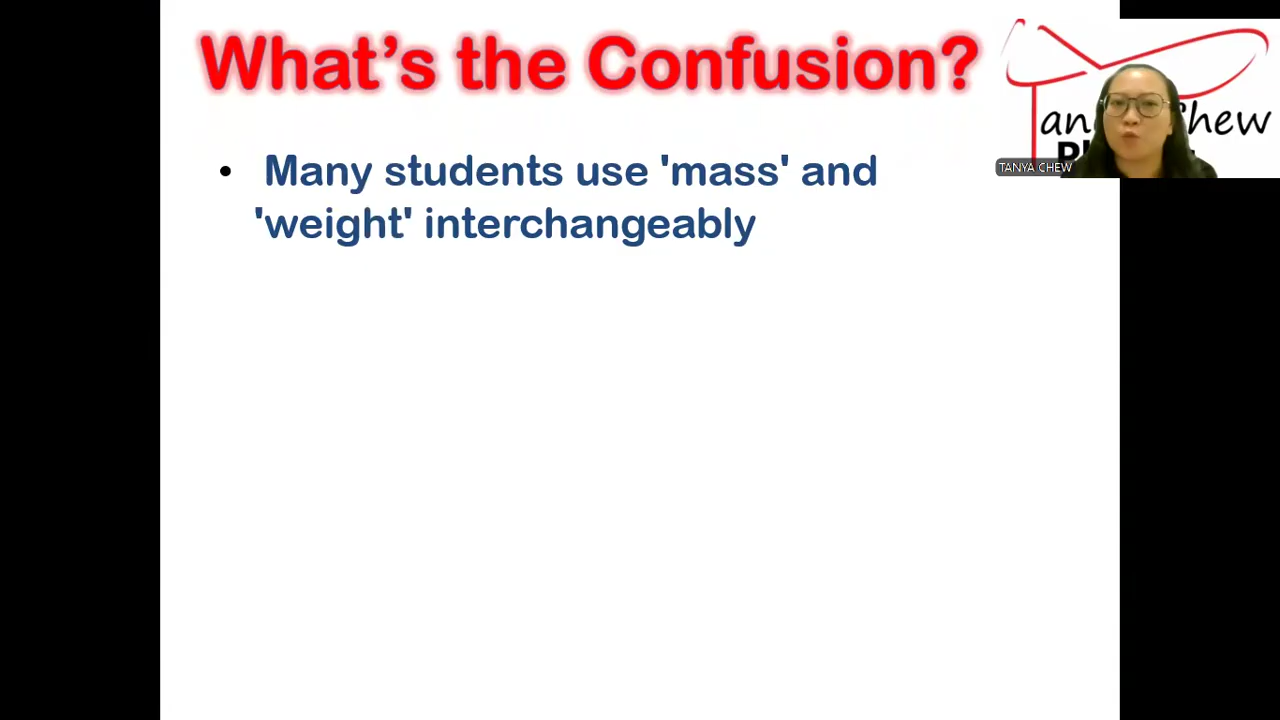 What's the Confusion?
• Many students use 'mass' and
'weight' interchangeably
TANYA CHEW